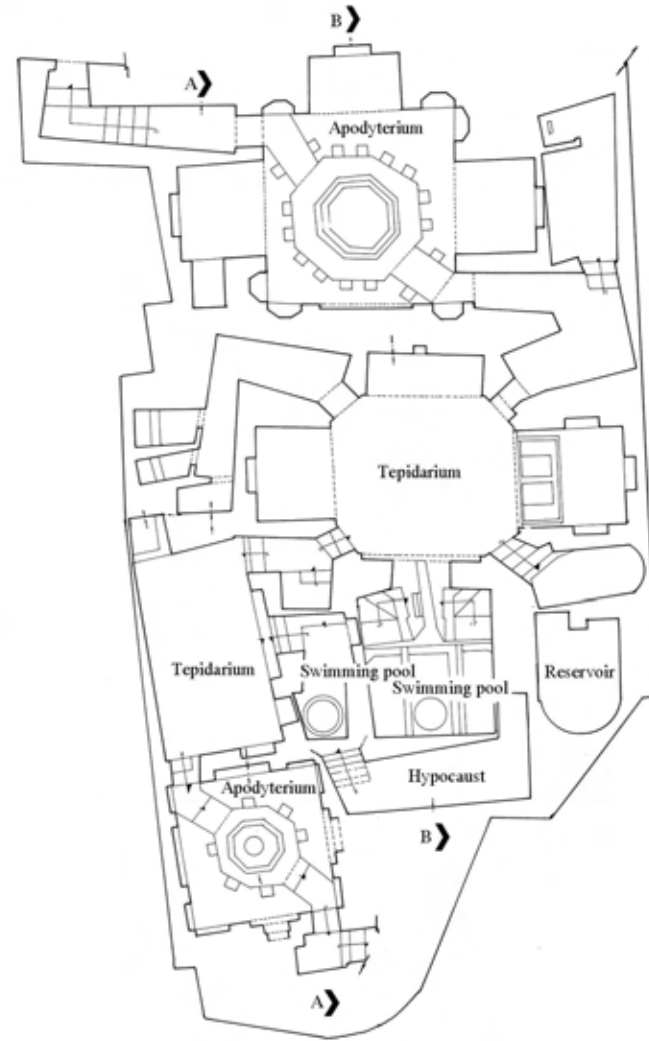 B
A
Apodyterium
Tepidarium
Tepidarium
Swimming pool
Swimming pool
Reservoir
Hypocaust
Apodyterium
B
A